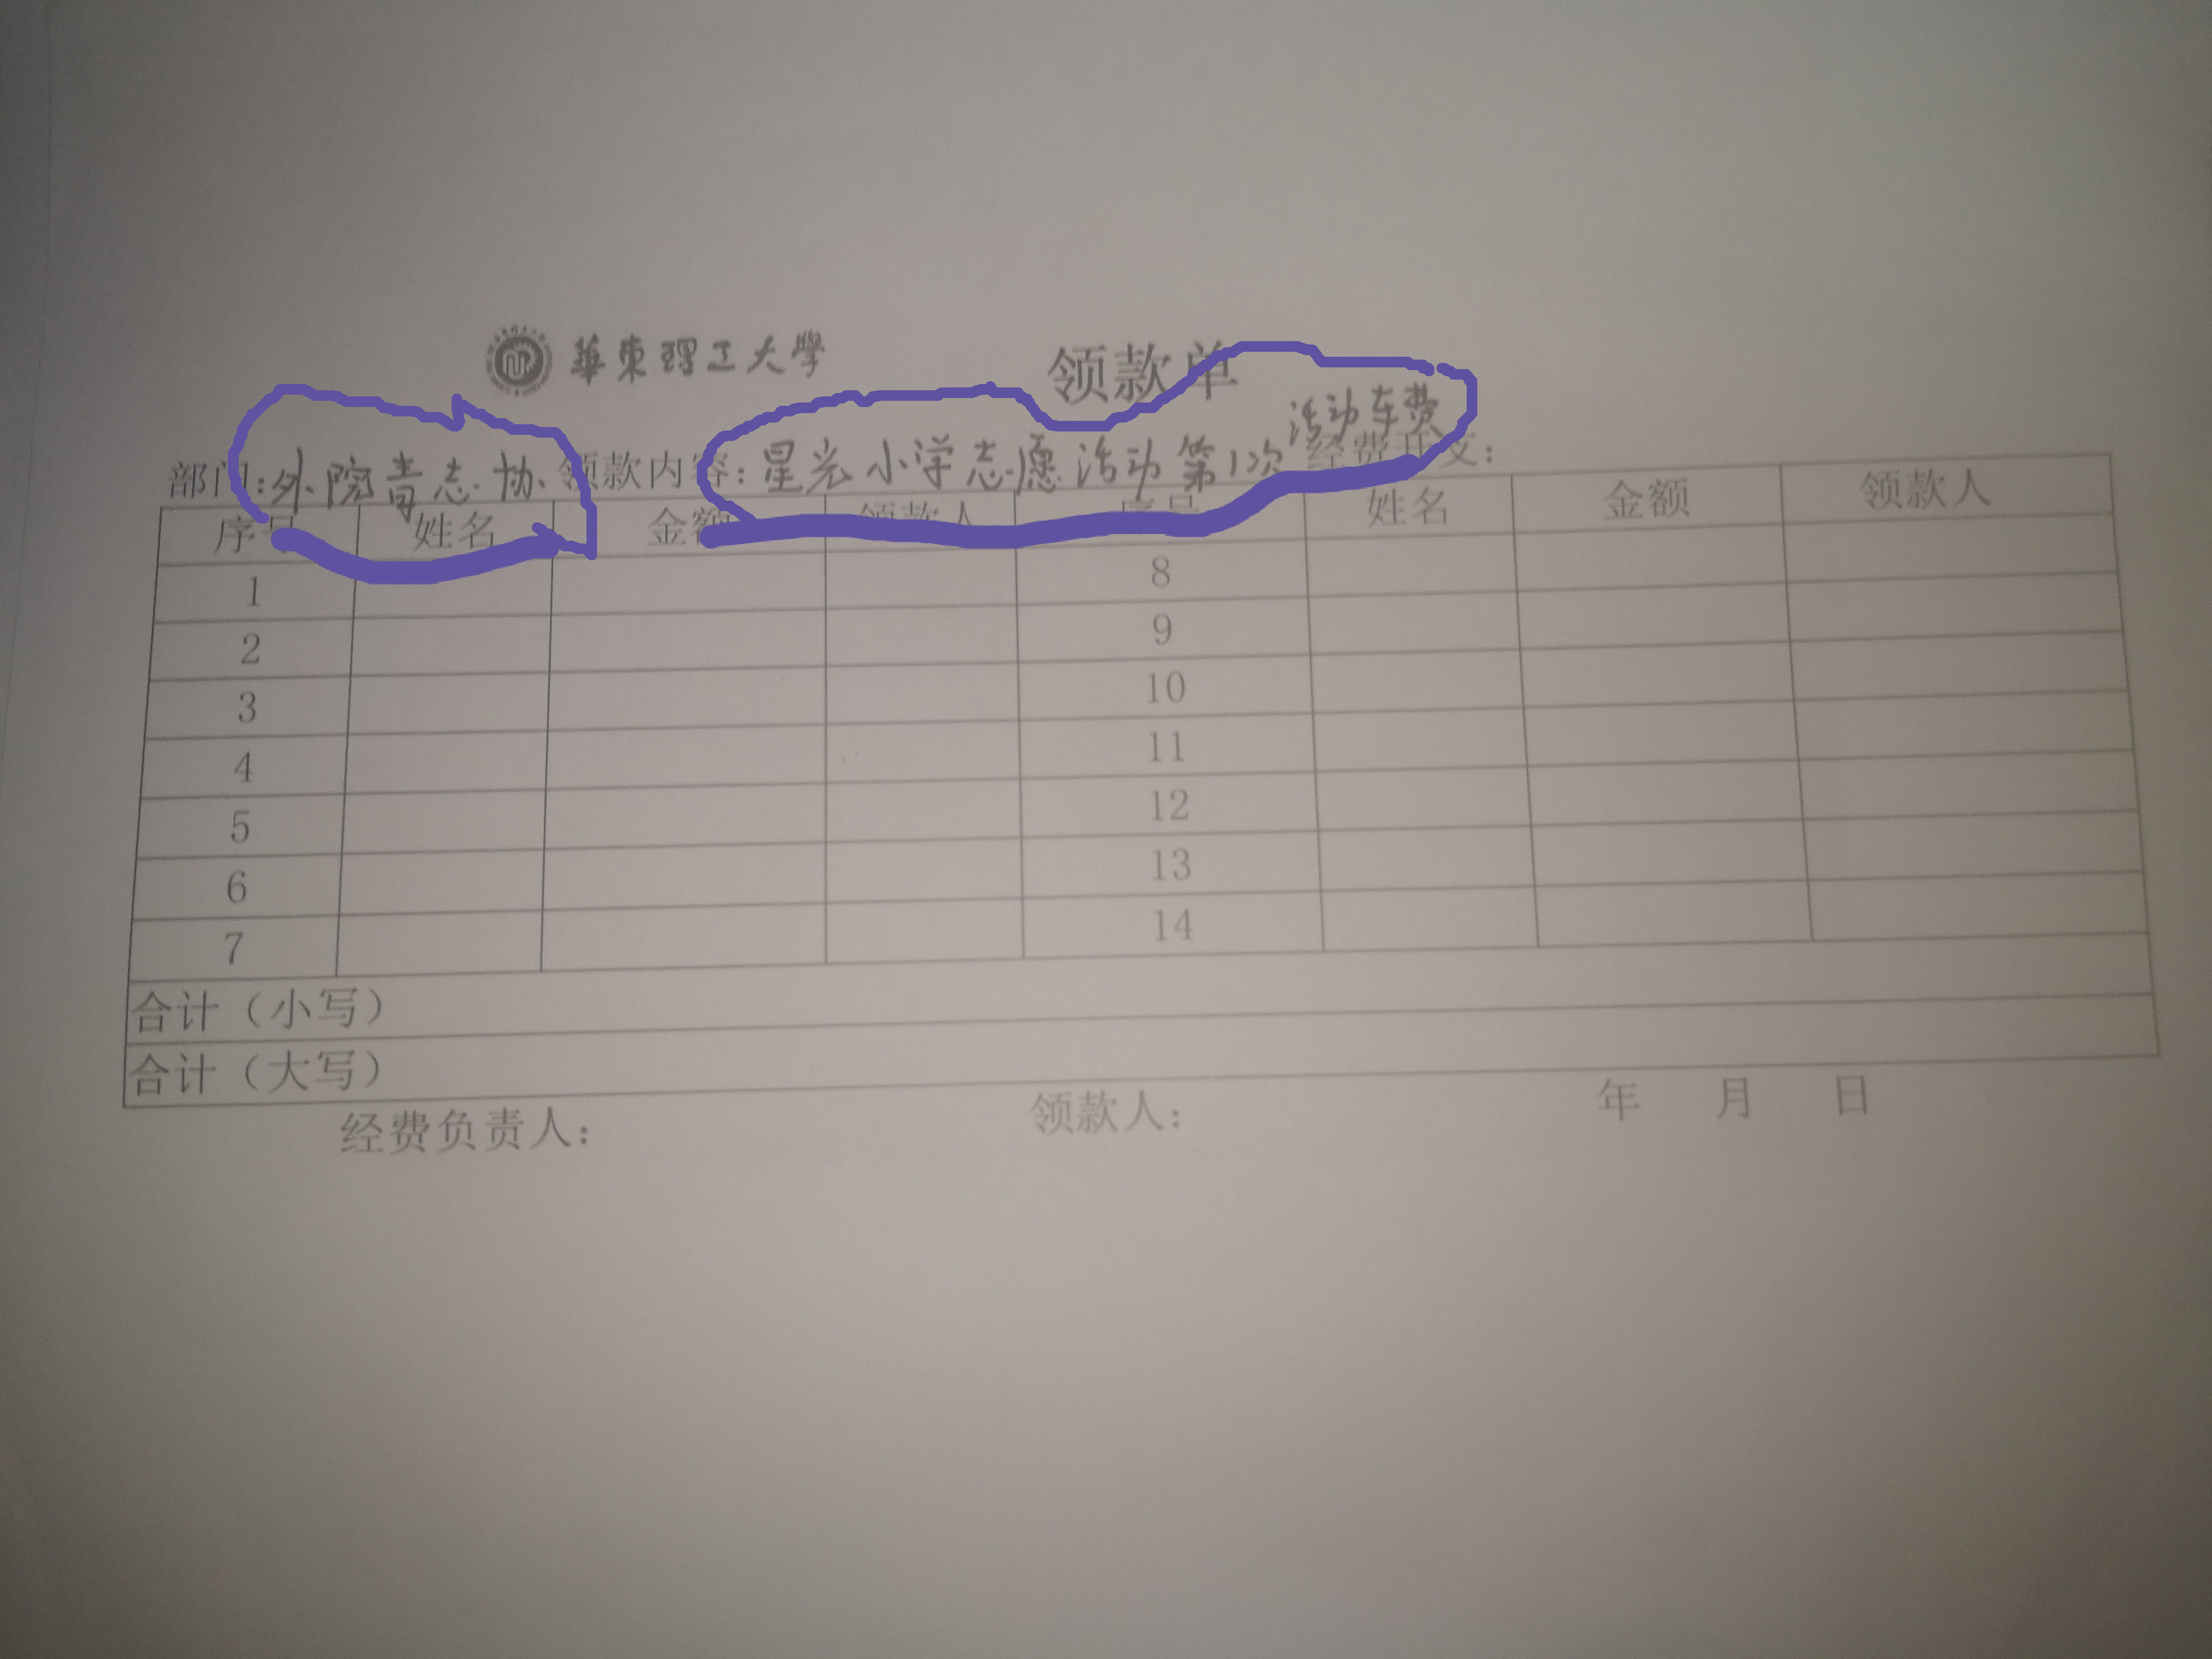 華東理工大學 领款单
部门:外院青志协 领款内容:星光小学志愿活动第1次活动车费 经费开支:
序号 姓名 金额 领款人 序号 姓名 金额 领款人
1 8
2 9
3 10
4 11
5 12
6 13
7 14
合计（小写）
合计（大写）
经费负责人: 领款人: 年 月 日